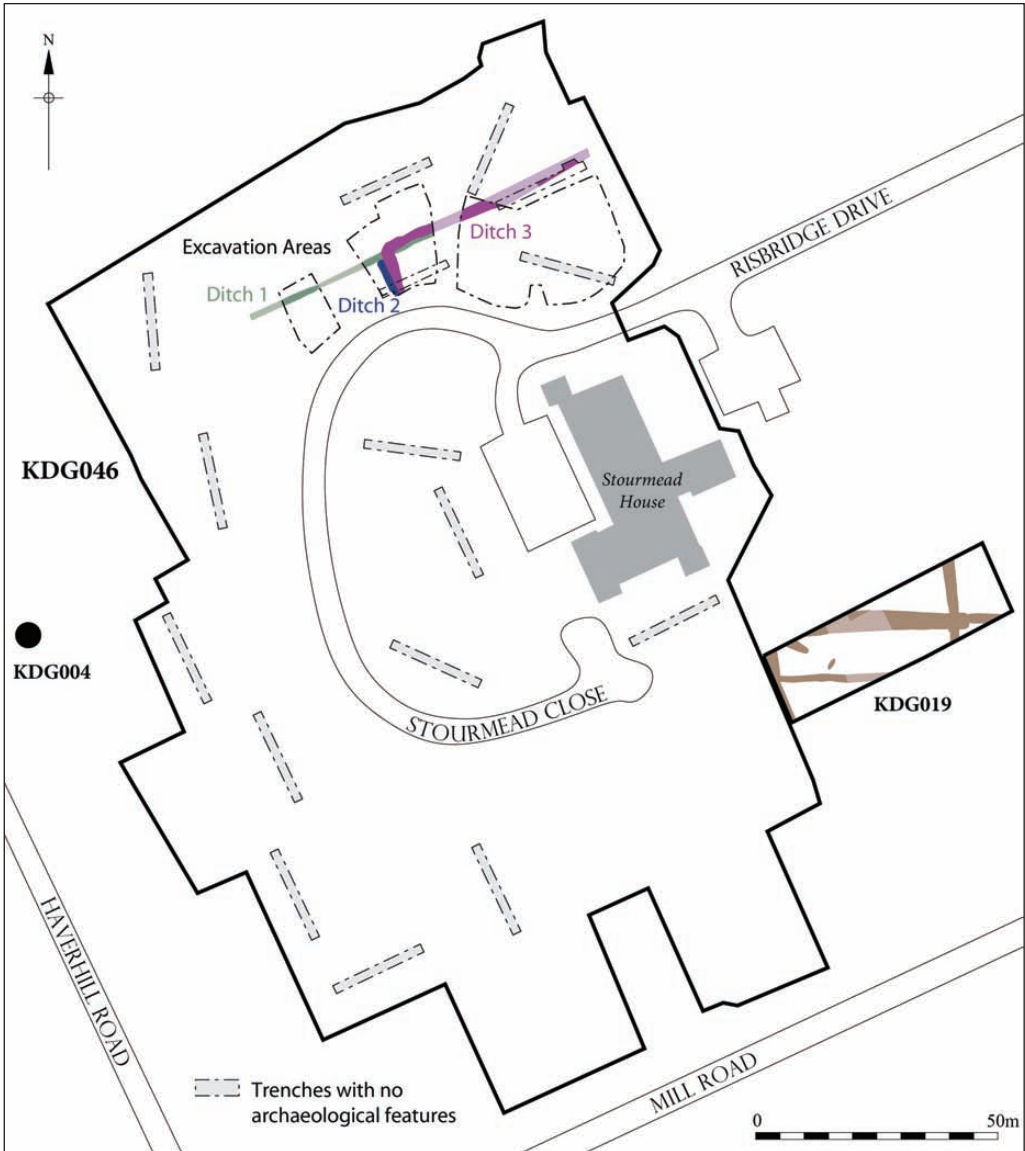 N
Excavation Areas
Ditch 3
Ditch 1
Ditch 2
RISBRIDGE DRIVE
KDG046
Stourmead
House
KDG004
KDG019
STOURMEAD CLOSE
HAVERHILL ROAD
MILL ROAD
Trenches with no
archaeological features
0
50m